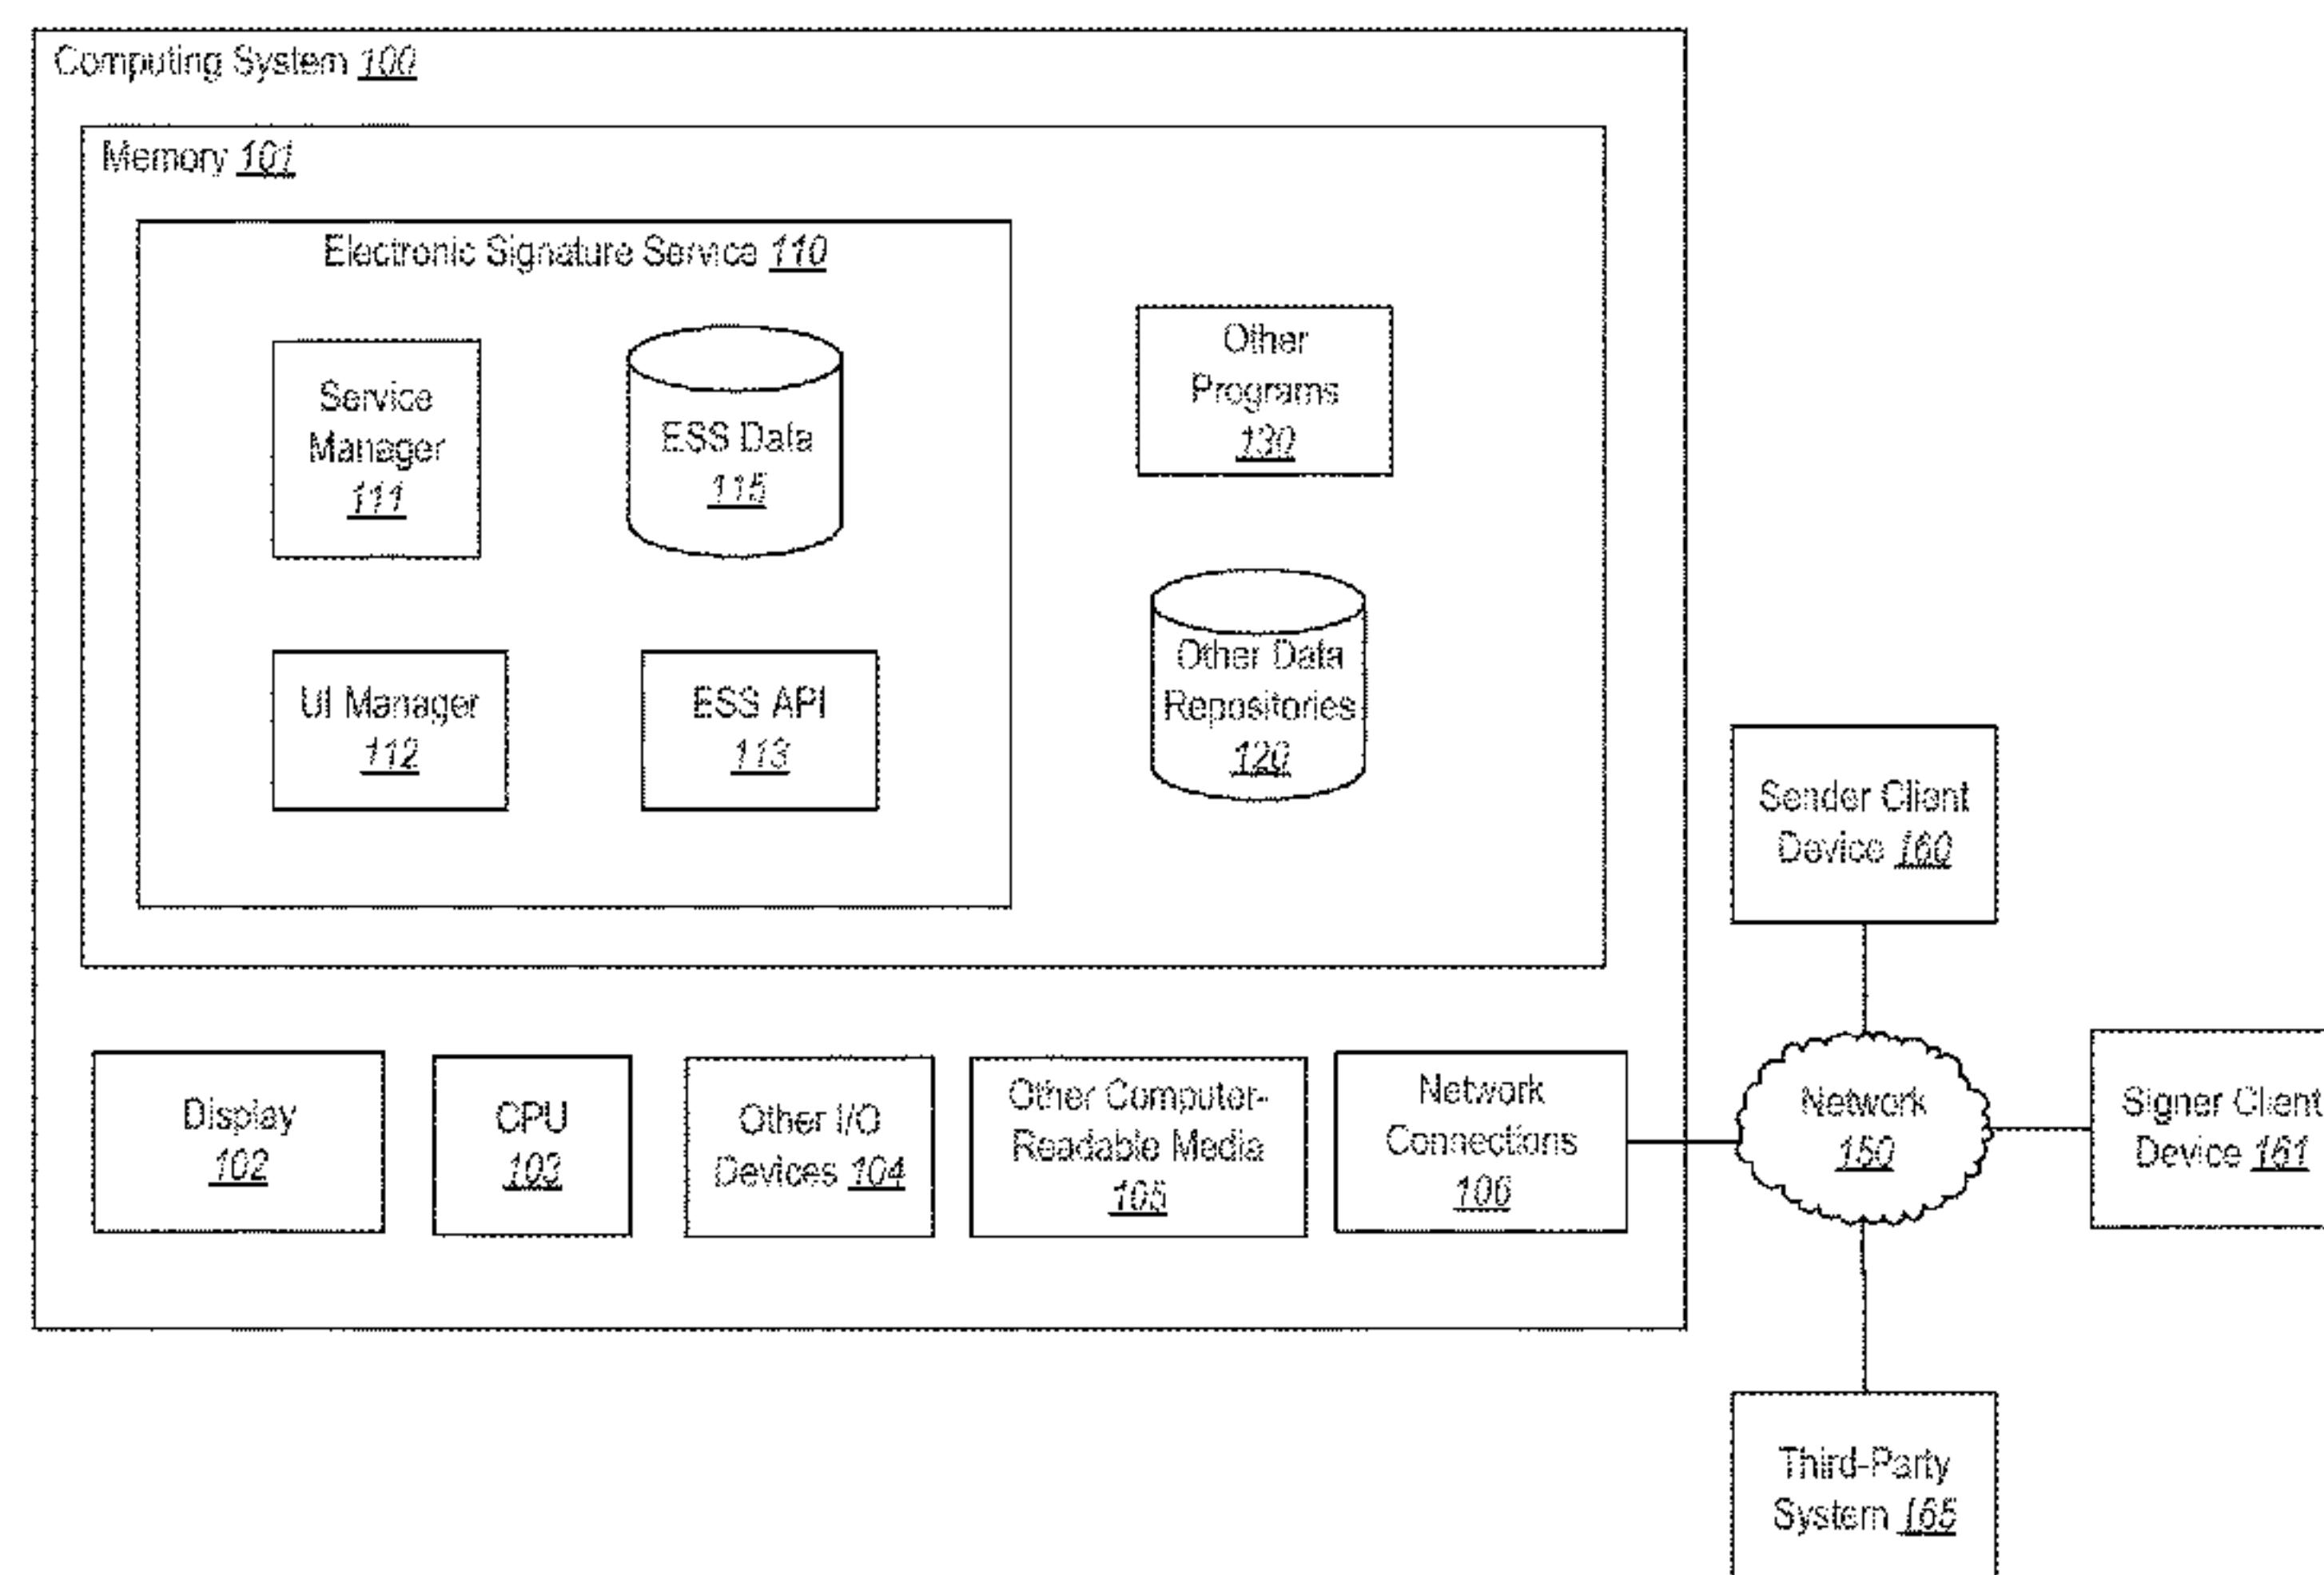 Computing System 100
Memory 101
Electronic Signature Service 110
Service
Manager
111
ESS Data
115
Other
Programs
130
UI Manager
112
ESS API
113
Other Data
Repositories
120
Sender Client
Device 160
Display
102
CPU
103
Other I/O
Devices 104
Other Computer-
Readable Media
105
Network
Connections
106
Network
150
Signer Client
Device 161
Third-Party
System 165